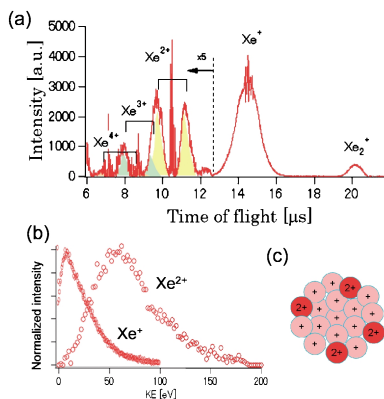 (a)
Intensity [a.u.]
5000
4000
3000
2000
1000
0
Xe4+
Xe3+
Xe2+
x5
Xe+
Xe2+
6 8 10 12 14 16 18 20
Time of flight [μs]
(b)
Normalized intensity
Xe2+
Xe+
0 50 100 150 200
KE [eV]
(c)
2+
+ +
+ + +
2+ + + +
+ + + 2+
+ +
2+